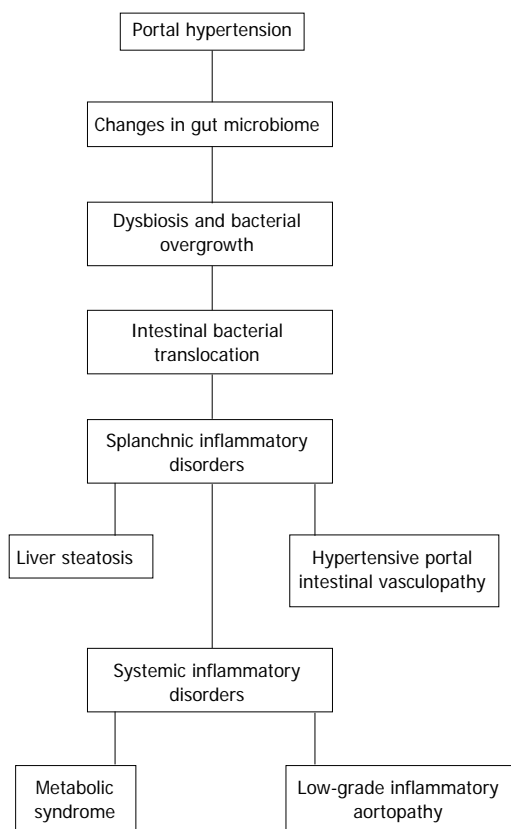 Portal hypertension
Changes in gut microbiome
Dysbiosis and bacterial
overgrowth
Intestinal bacterial
translocation
Splanchnic inflammatory
disorders
Liver steatosis
Hypertensive portal
intestinal vasculopathy
Systemic inflammatory
disorders
Metabolic
syndrome
Low-grade inflammatory
aortopathy